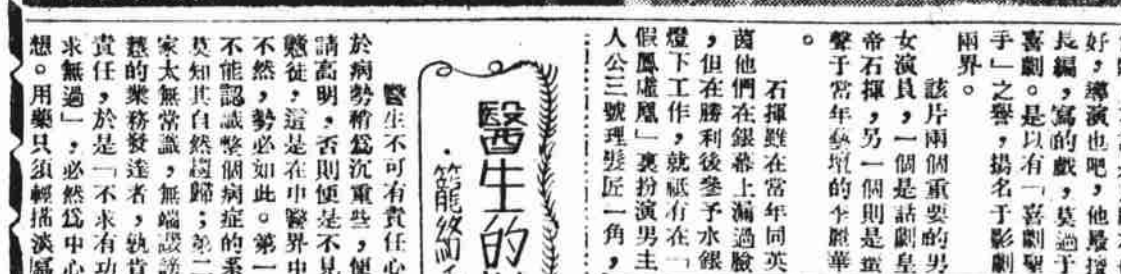 好，導演也吧，他最擅
長編，寫的戲，莫過于
喜劇。是以有「喜劇聖
手」之譽，揚名于影劇
兩界。
該片兩個重要的男
女演員，一個是話劇皇
帝石揮，另一個則是蜚
聲于當年藝壇的李麗華
。
石揮雖在當年同英
茵他們在銀幕上漏過臉
，但在勝利後參予水銀
燈下工作，就祇有在「
假鳳虛凰」裏扮演男主
人公三號理髮匠一角，
醫生的
·籠
醫生不可有責任心
於病勢稍爲沉重些，便
請高明，否則便是不見
懸徒，這是在中醫界中
不然，勢必如此。第一
不能認識整個病症的系
莫知其自然趨歸；第二
家太無常識，無端謗
的業務發達者，孰肯
責任，於是「不求有功
求無過」，必然爲中心
想。用藥只須輕描淡寫